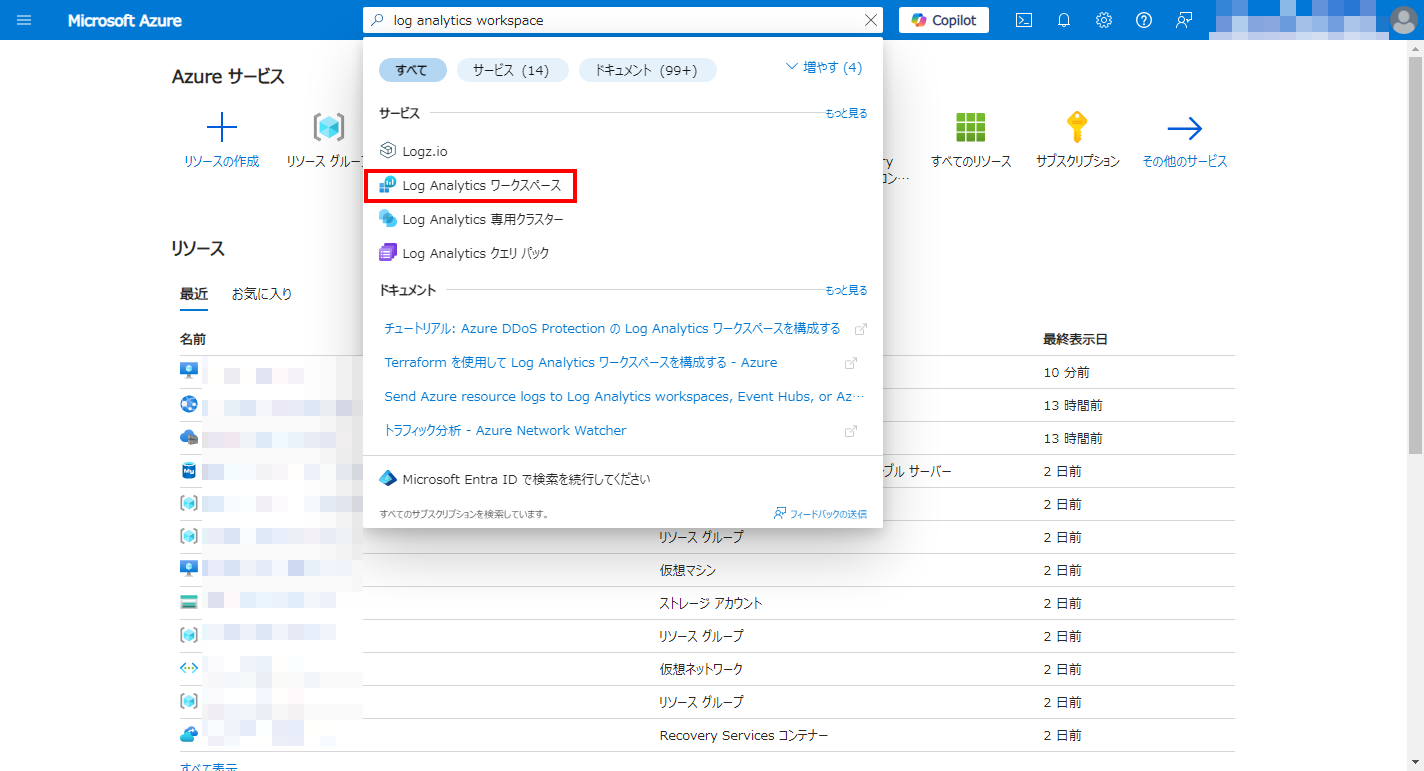 Microsoft Azure
log analytics workspace
Copilot
Azure サービス
リソースの作成
リソース グルー
すべてのリソース
サブスクリプション
その他のサービス
すべて
サービス (14)
ドキュメント (99+)
増やす (4)
サービス
もっと見る
Logz.io
Log Analytics ワークスペース
Log Analytics 専用クラスター
Log Analytics クエリ パック
ドキュメント
もっと見る
チュートリアル: Azure DDoS Protection の Log Analytics ワークスペースを構成する
Terraform を使用して Log Analytics ワークスペースを構成する - Azure
Send Azure resource logs to Log Analytics workspaces, Event Hubs, or Az…
トラフィック分析 - Azure Network Watcher
Microsoft Entra ID で検索を続行してください
すべてのサブスクリプションを検索しています。
フィードバックの送信
リソース
最近
お気に入り
名前
最終表示日
10 分前
13 時間前
13 時間前
ブル サーバー
2 日前
2 日前
リソース グループ
2 日前
仮想マシン
2 日前
ストレージ アカウント
2 日前
リソース グループ
2 日前
仮想ネットワーク
2 日前
リソース グループ
2 日前
Recovery Services コンテナー
2 日前
すべて表示